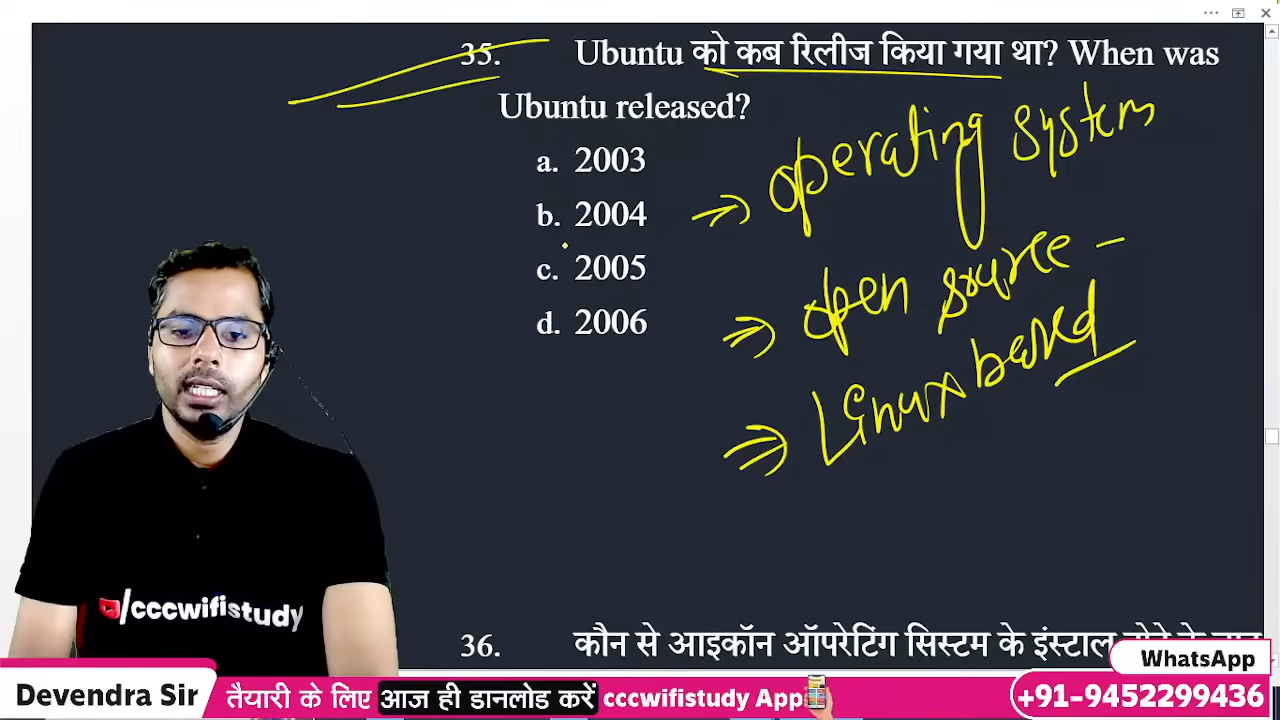 35. Ubuntu को कब रिलीज किया गया था? When was
Ubuntu released?
a. 2003
b. 2004
c. 2005
d. 2006
⇒ operating system
⇒ open source -
⇒ Linux based
/cccwifistudy
36. कौन से आइकॉन ऑपरेटिंग सिस्टम के इंस्टाल
WhatsApp
Devendra Sir
तैयारी के लिए आज ही डानलोड करें cccwifistudy App
+91-9452299436